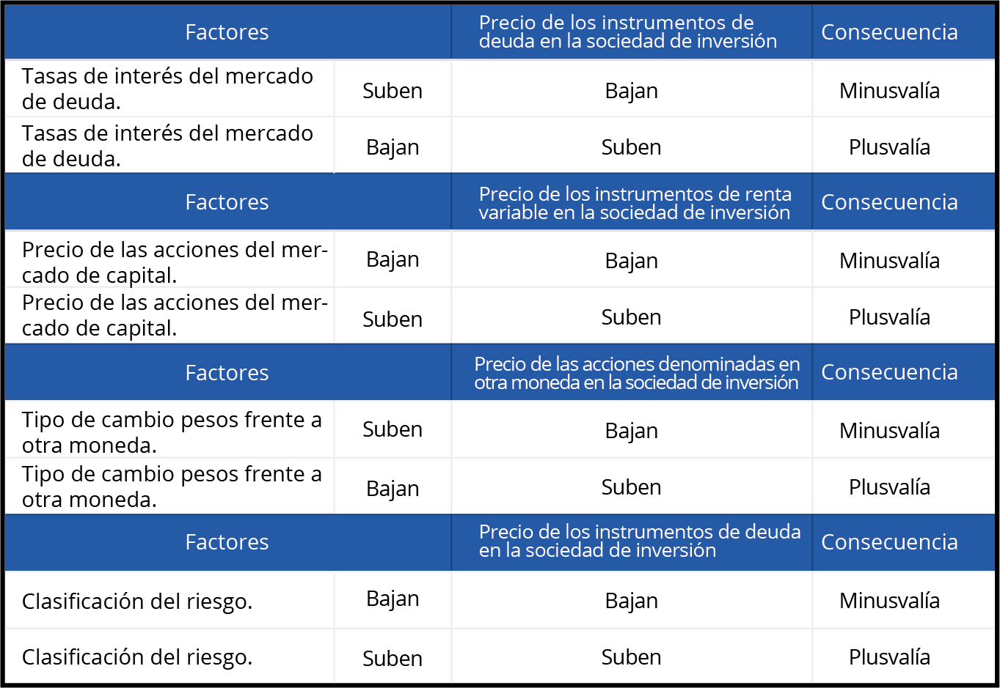 Factores
Precio de los instrumentos de
deuda en la sociedad de inversión
Consecuencia
Tasas de interés del mercado
de deuda.
Suben
Bajan
Minusvalía
Tasas de interés del mercado
de deuda.
Bajan
Suben
Plusvalía
Factores
Precio de los instrumentos de renta
variable en la sociedad de inversión
Consecuencia
Precio de las acciones del mer-
cado de capital.
Bajan
Bajan
Minusvalía
Precio de las acciones del mer-
cado de capital.
Suben
Suben
Plusvalía
Factores
Precio de las acciones denominadas en
otra moneda en la sociedad de inversión
Consecuencia
Tipo de cambio pesos frente a
otra moneda.
Suben
Bajan
Minusvalía
Tipo de cambio pesos frente a
otra moneda.
Bajan
Suben
Plusvalía
Factores
Precio de los instrumentos de deuda
en la sociedad de inversión
Consecuencia
Clasificación del riesgo.
Bajan
Bajan
Minusvalía
Clasificación del riesgo.
Suben
Suben
Plusvalía